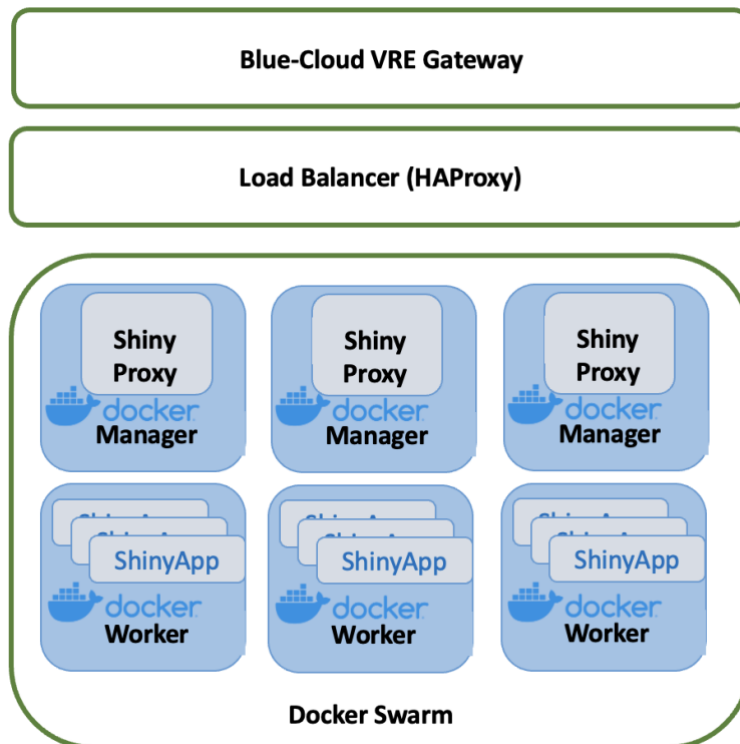 Blue-Cloud VRE Gateway
Load Balancer (HAProxy)
Shiny
Proxy
docker
Manager
Shiny
Proxy
docker
Manager
Shiny
Proxy
docker
Manager
ShinyApp
docker
Worker
ShinyApp
docker
Worker
ShinyApp
docker
Worker
Docker Swarm